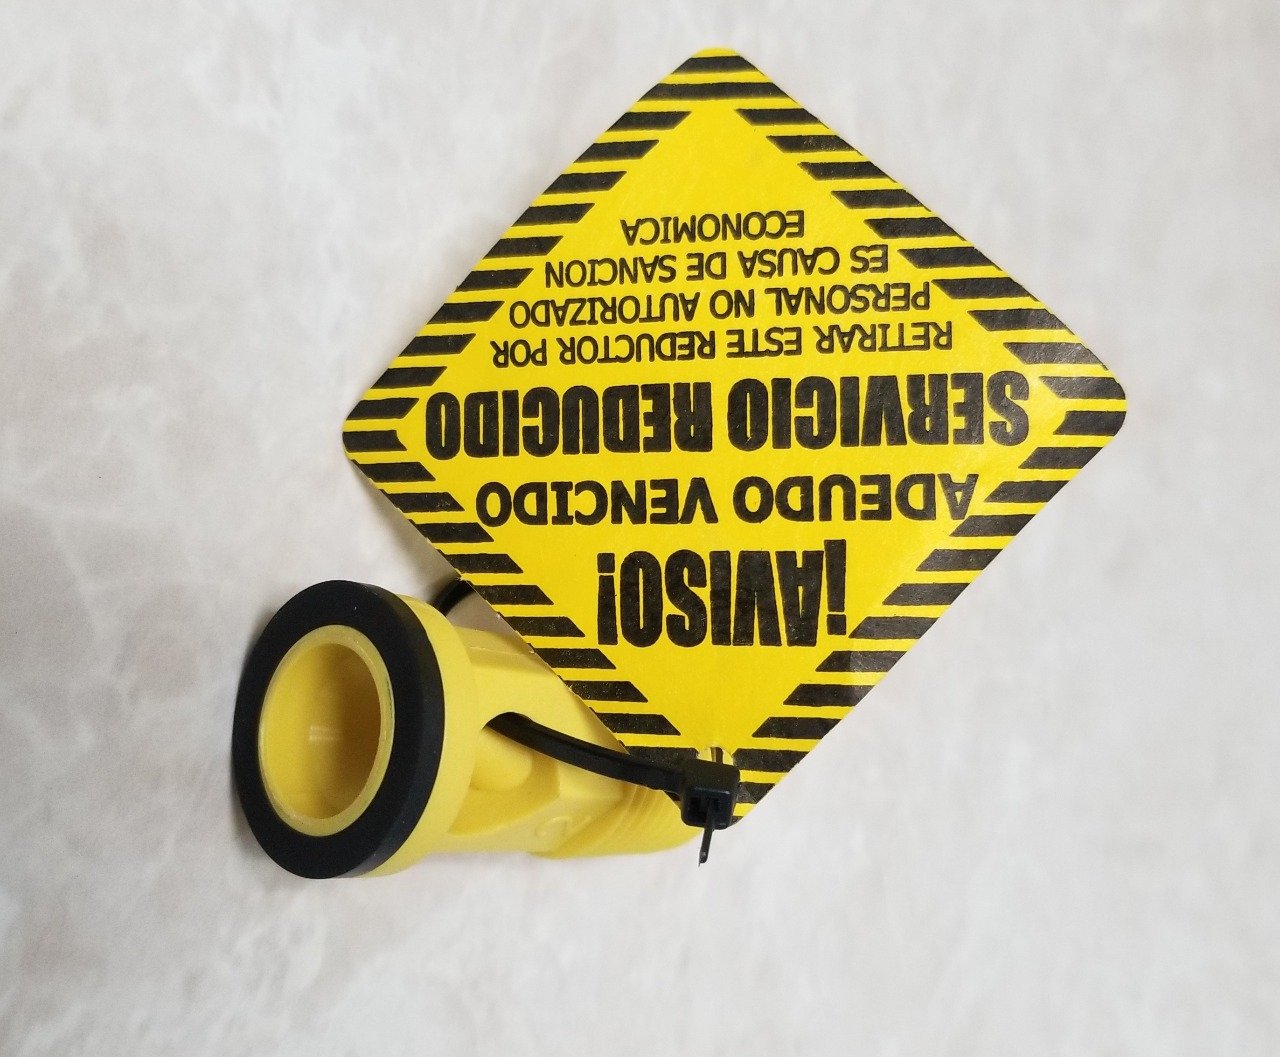 ¡AVISO!
ADEUDO VENCIDO
SERVICIO REDUCIDO
RETIRAR ESTE REDUCTOR POR
PERSONAL NO AUTORIZADO
ES CAUSA DE SANCION
ECONOMICA